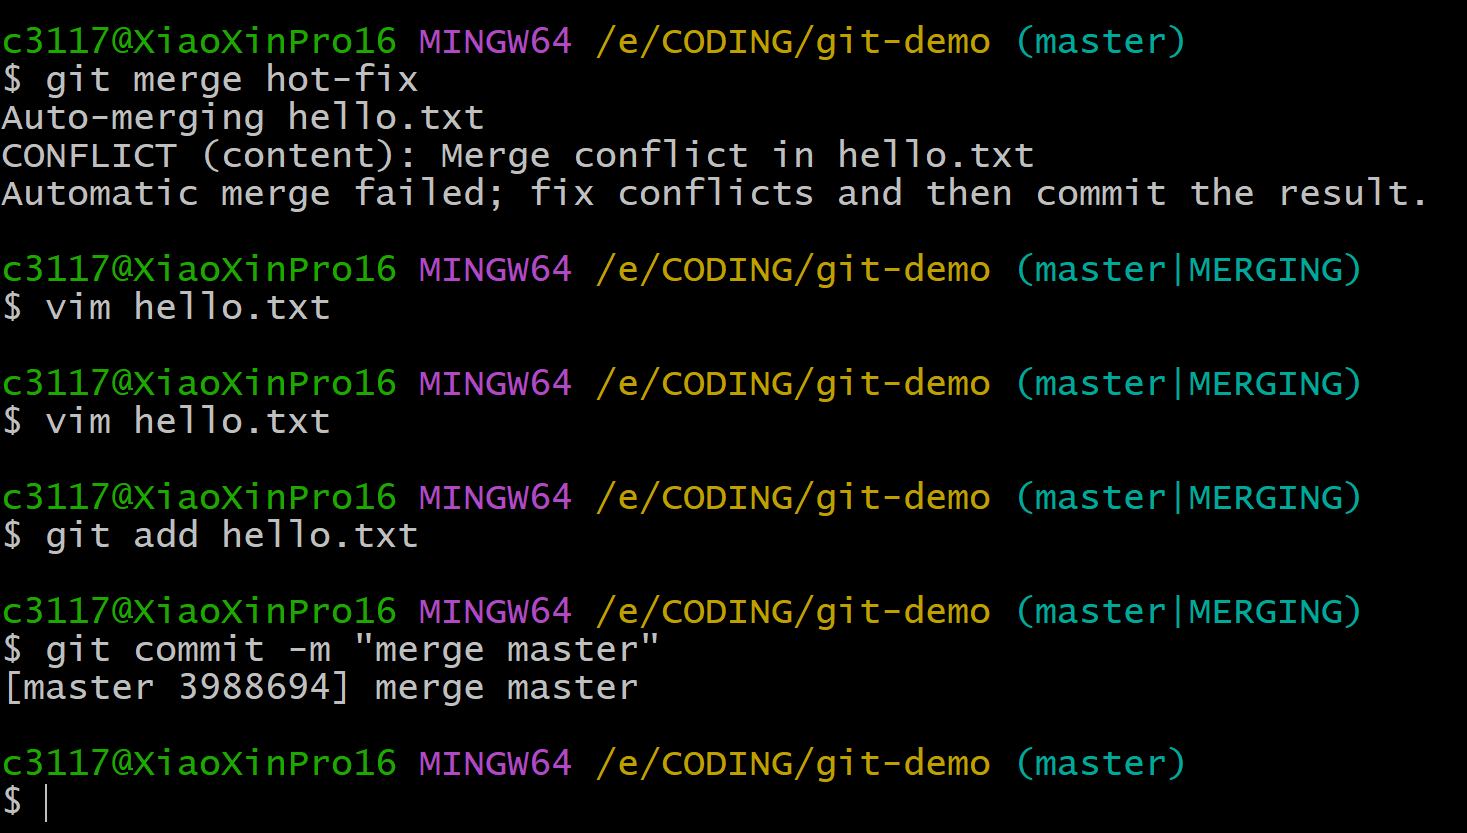 c3117@XiaoXinPro16 MINGW64 /e/CODING/git-demo (master)
$ git merge hot-fix
Auto-merging hello.txt
CONFLICT (content): Merge conflict in hello.txt
Automatic merge failed; fix conflicts and then commit the result.
c3117@XiaoXinPro16 MINGW64 /e/CODING/git-demo (master|MERGING)
$ vim hello.txt
c3117@XiaoXinPro16 MINGW64 /e/CODING/git-demo (master|MERGING)
$ vim hello.txt
c3117@XiaoXinPro16 MINGW64 /e/CODING/git-demo (master|MERGING)
$ git add hello.txt
c3117@XiaoXinPro16 MINGW64 /e/CODING/git-demo (master|MERGING)
$ git commit -m "merge master"
[master 3988694] merge master
c3117@XiaoXinPro16 MINGW64 /e/CODING/git-demo (master)
$